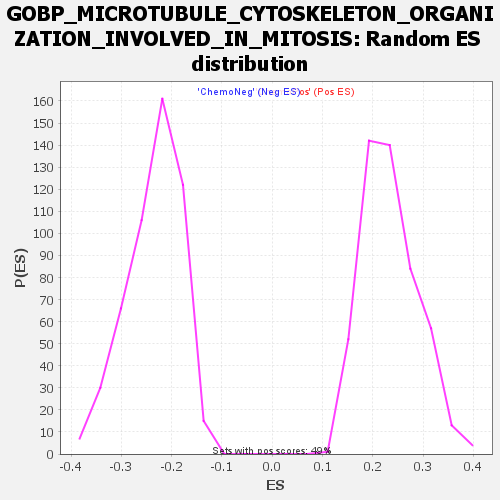 GOBP_MICROTUBULE_CYTOSKELETON_ORGANI
ZATION_INVOLVED_IN_MITOSIS: Random ES
distribution
'ChemoNeg' (Neg ES) os' (Pos ES)
160
150
140
130
120
110
100
90
80
70
60
50
40
30
20
10
0
P(ES)
Sets with pos scores: 49%
-0.4 -0.3 -0.2 -0.1 0.0 0.1 0.2 0.3 0.4
ES